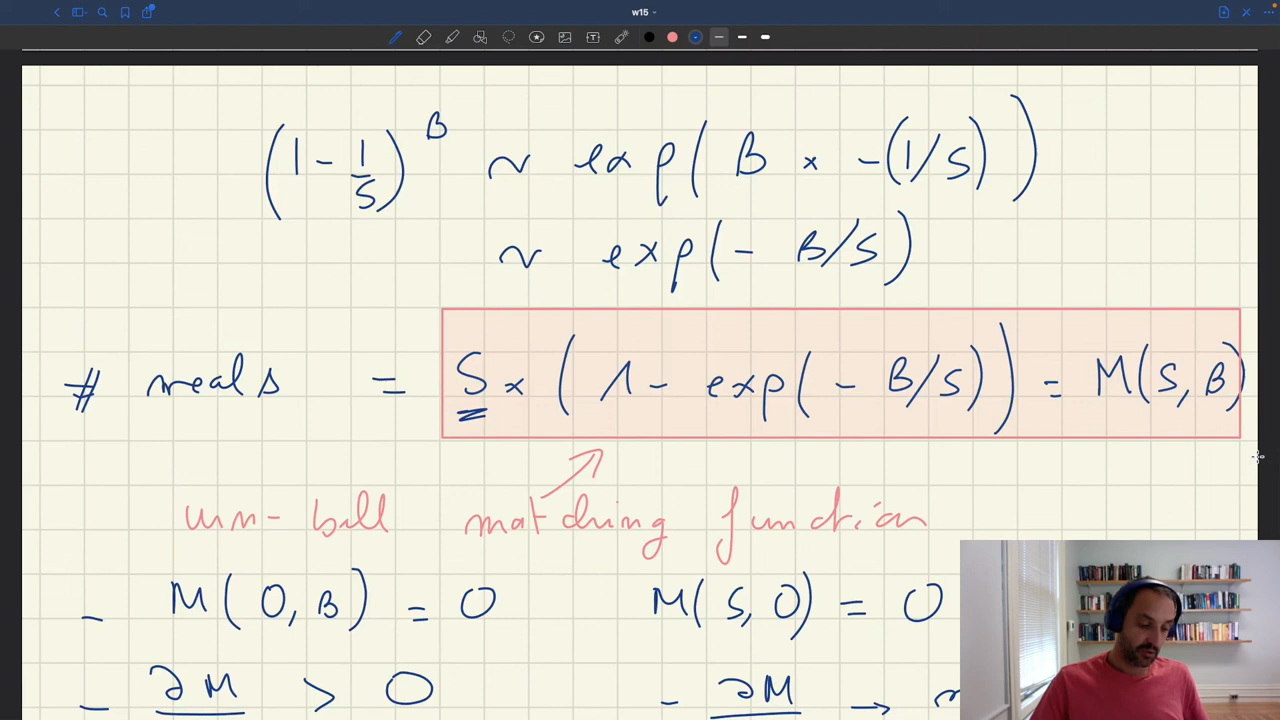 w15
(1 - 1/S)^B ~ exp(B × -(1/S))
~ exp(- B/S)
# meals = S × (1 - exp(- B/S)) = M(S, B)
urn-ball matching function
- M(0, B) = 0 M(S, 0) = 0
- ∂M > 0 - ∂M →